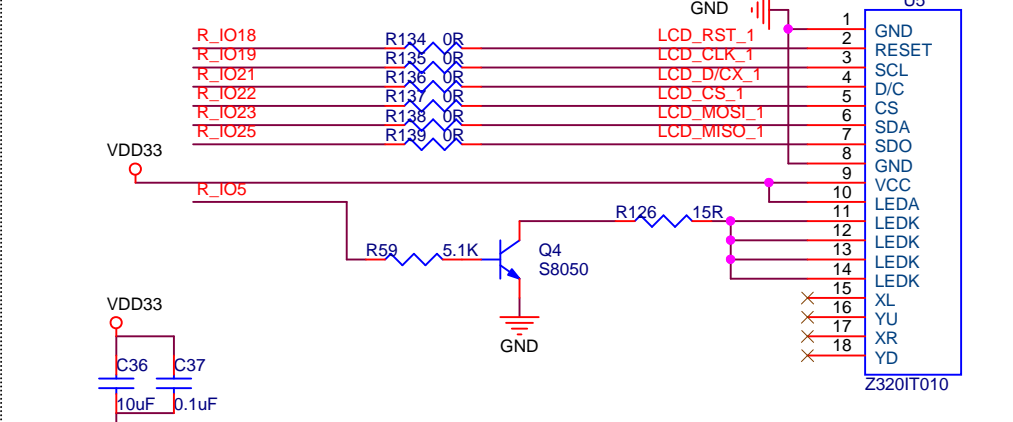 GND
U5
R_IO18 R134 0R LCD_RST_1 1 GND
R_IO19 R135 LCD_CLK_1 2 RESET
R_IO21 R136 0R LCD_D/CX_1 3 SCL
R_IO22 R137 LCD_CS_1 4 D/C
R_IO23 R138 0R LCD_MOSI_1 5 CS
R_IO25 R139 0R LCD_MISO_1 6 SDA
7 SDO
VDD33
8 GND
9 VCC
R_IO5
10 LEDA
R126 15R 11 LEDK
12 LEDK
R59 5.1K Q4
S8050
13 LEDK
14 LEDK
VDD33
15 XL
16 YU
17 XR
18 YD
GND
C36 C37
Z320IT010
10uF 0.1uF